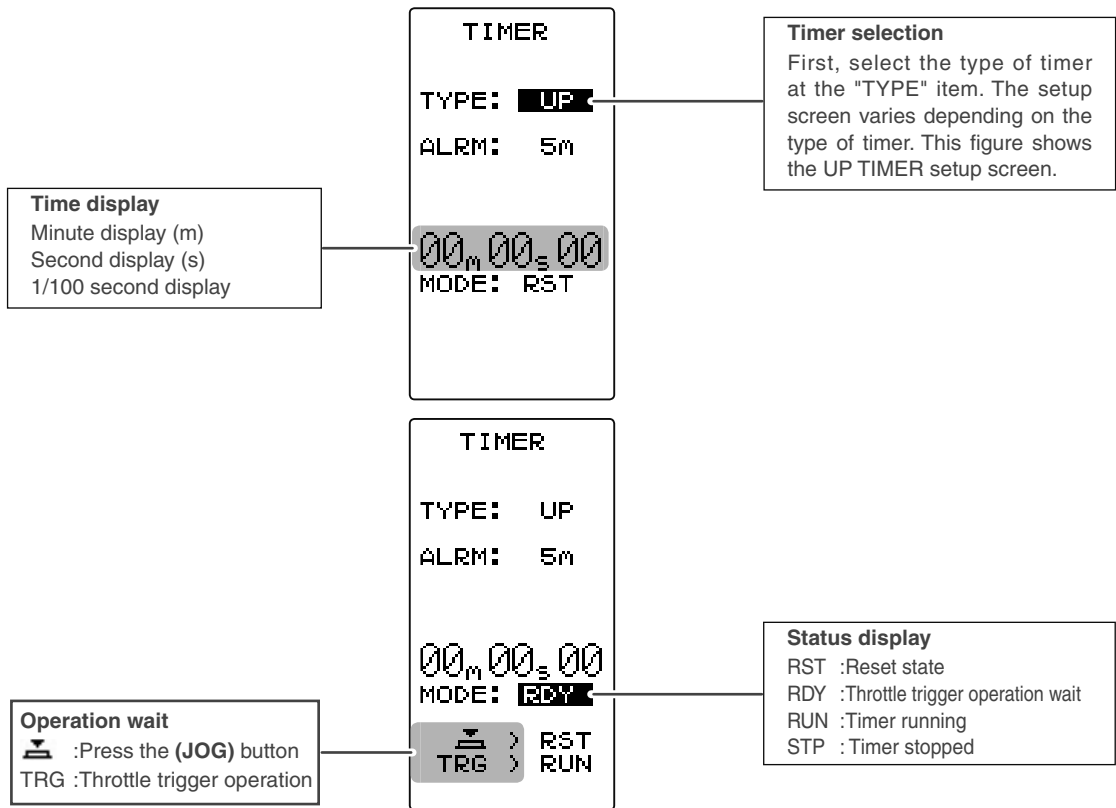 TIMER
TYPE: UP
ALRM: 5m
00m 00s 00
MODE: RST
Timer selection
First, select the type of timer
at the "TYPE" item. The setup
screen varies depending on the
type of timer. This figure shows
the UP TIMER setup screen.
Time display
Minute display (m)
Second display (s)
1/100 second display
TIMER
TYPE: UP
ALRM: 5m
00m 00s 00
MODE: RDY
> RST
TRG > RUN
Operation wait
:Press the (JOG) button
TRG :Throttle trigger operation
Status display
RST :Reset state
RDY :Throttle trigger operation wait
RUN :Timer running
STP : Timer stopped